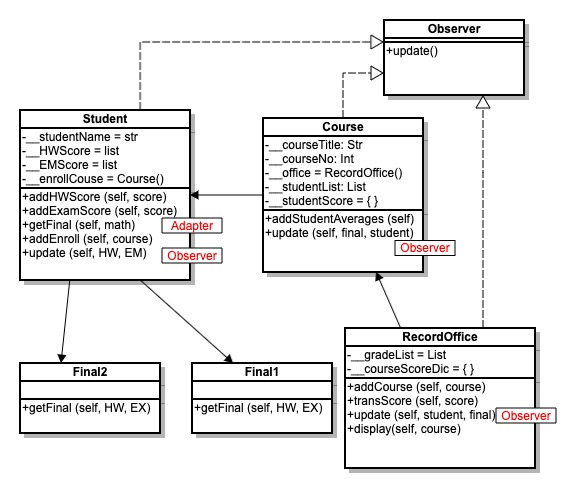 Observer
+update()
Student
-__studentName = str
-__HWScore = list
-__EMScore = list
-__enrollCouse = Course()
+addHWScore (self, score)
+addExamScore (self, score)
+getFinal (self, math)
Adapter
+addEnroll (self, course)
+update (self, HW, EM)
Observer
Course
-__courseTitle: Str
-__courseNo: Int
-__office = RecordOffice()
-__studentList: List
-__studentScore = { }
+addStudentAverages (self)
+update (self, final, student)
Observer
Final2
+getFinal (self, HW, EX)
Final1
+getFinal (self, HW, EX)
RecordOffice
-__gradeList = List
-__courseScoreDic = { }
+addCourse (self, course)
+transScore (self, score)
+update (self, student, final)
Observer
+display(self, course)